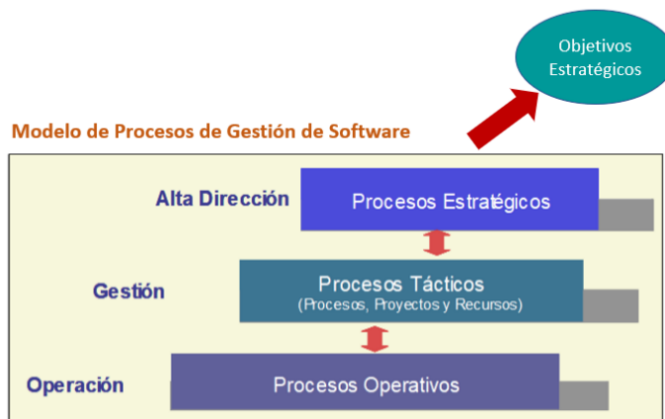 Objetivos
Estratégicos
Modelo de Procesos de Gestión de Software
Alta Dirección
Procesos Estratégicos
Gestión
Procesos Tácticos
(Procesos, Proyectos y Recursos)
Operación
Procesos Operativos